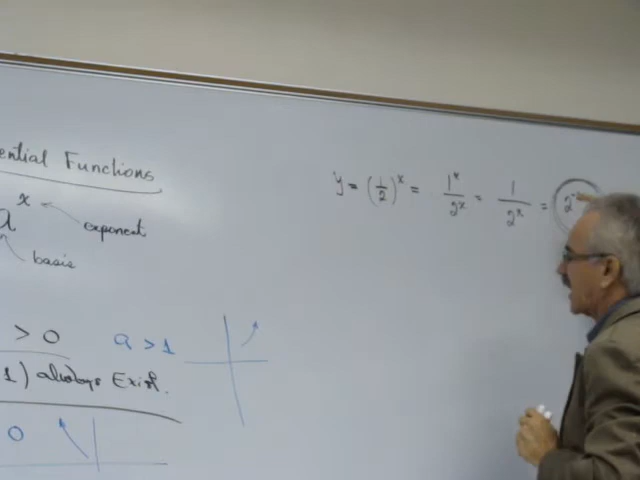 ential Functions
a^x
exponent
basis
> 0
a > 1
1) always Exist.
0
y = (1/2)^x = 1^x/2^x = 1/2^x = 2^-x